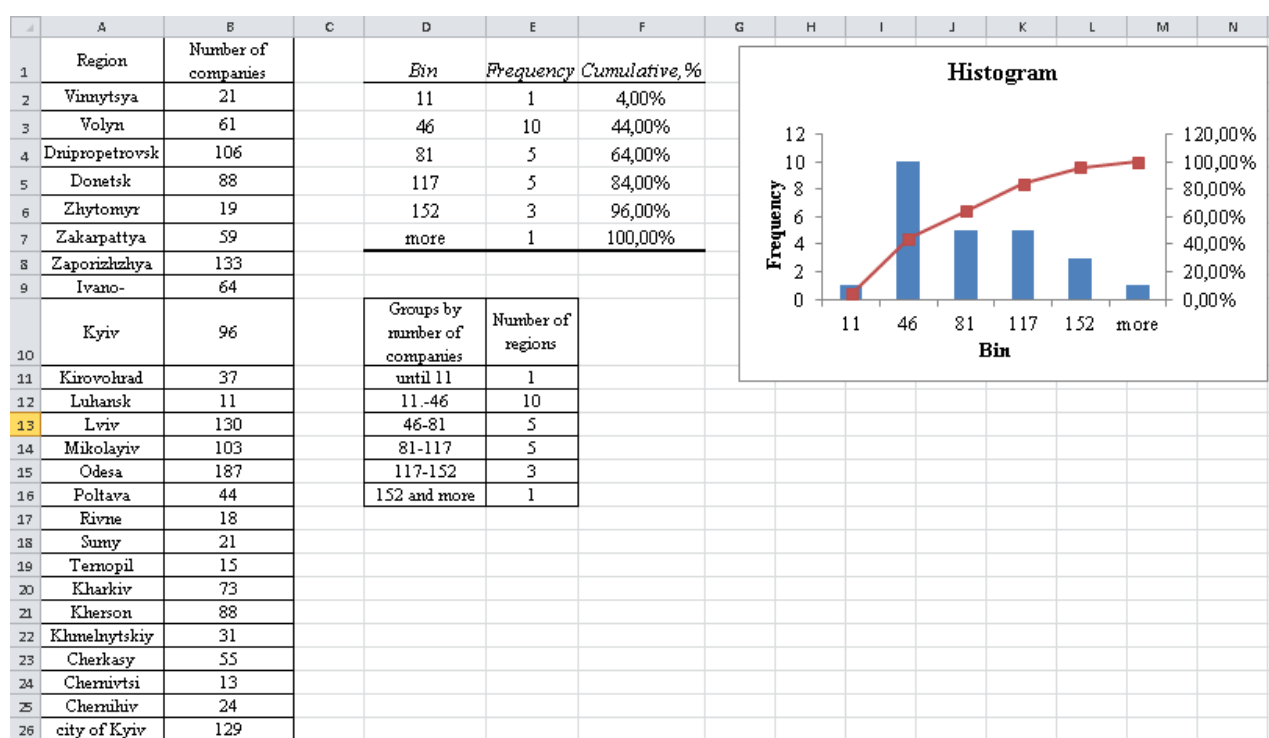 A B C D E F G H I J K L M N
1 Region Number of companies Bin Frequency Cumulative,%
2 Vinnytsya 21 11 1 4,00%
3 Volyn 61 46 10 44,00%
4 Dnipropetrovsk 106 81 5 64,00%
5 Donetsk 88 117 5 84,00%
6 Zhytomyr 19 152 3 96,00%
7 Zakarpattya 59 more 1 100,00%
8 Zaporizhzhya 133
9 Ivano- 64
10 Kyiv 96 Groups by number of companies Number of regions
11 Kirovohrad 37 until 11 1
12 Luhansk 11 11.-46 10
13 Lviv 130 46-81 5
14 Mikolayiv 103 81-117 5
15 Odesa 187 117-152 3
16 Poltava 44 152 and more 1
17 Rivne 18
18 Sumy 21
19 Ternopil 15
20 Kharkiv 73
21 Kherson 88
22 Khmelnytskiy 31
23 Cherkasy 55
24 Chernivtsi 13
25 Chernihiv 24
26 city of Kyiv 129
Histogram
12 120,00%
10 100,00%
8 80,00%
6 60,00%
4 40,00%
2 20,00%
0 0,00%
Frequency
11 46 81 117 152 more
Bin